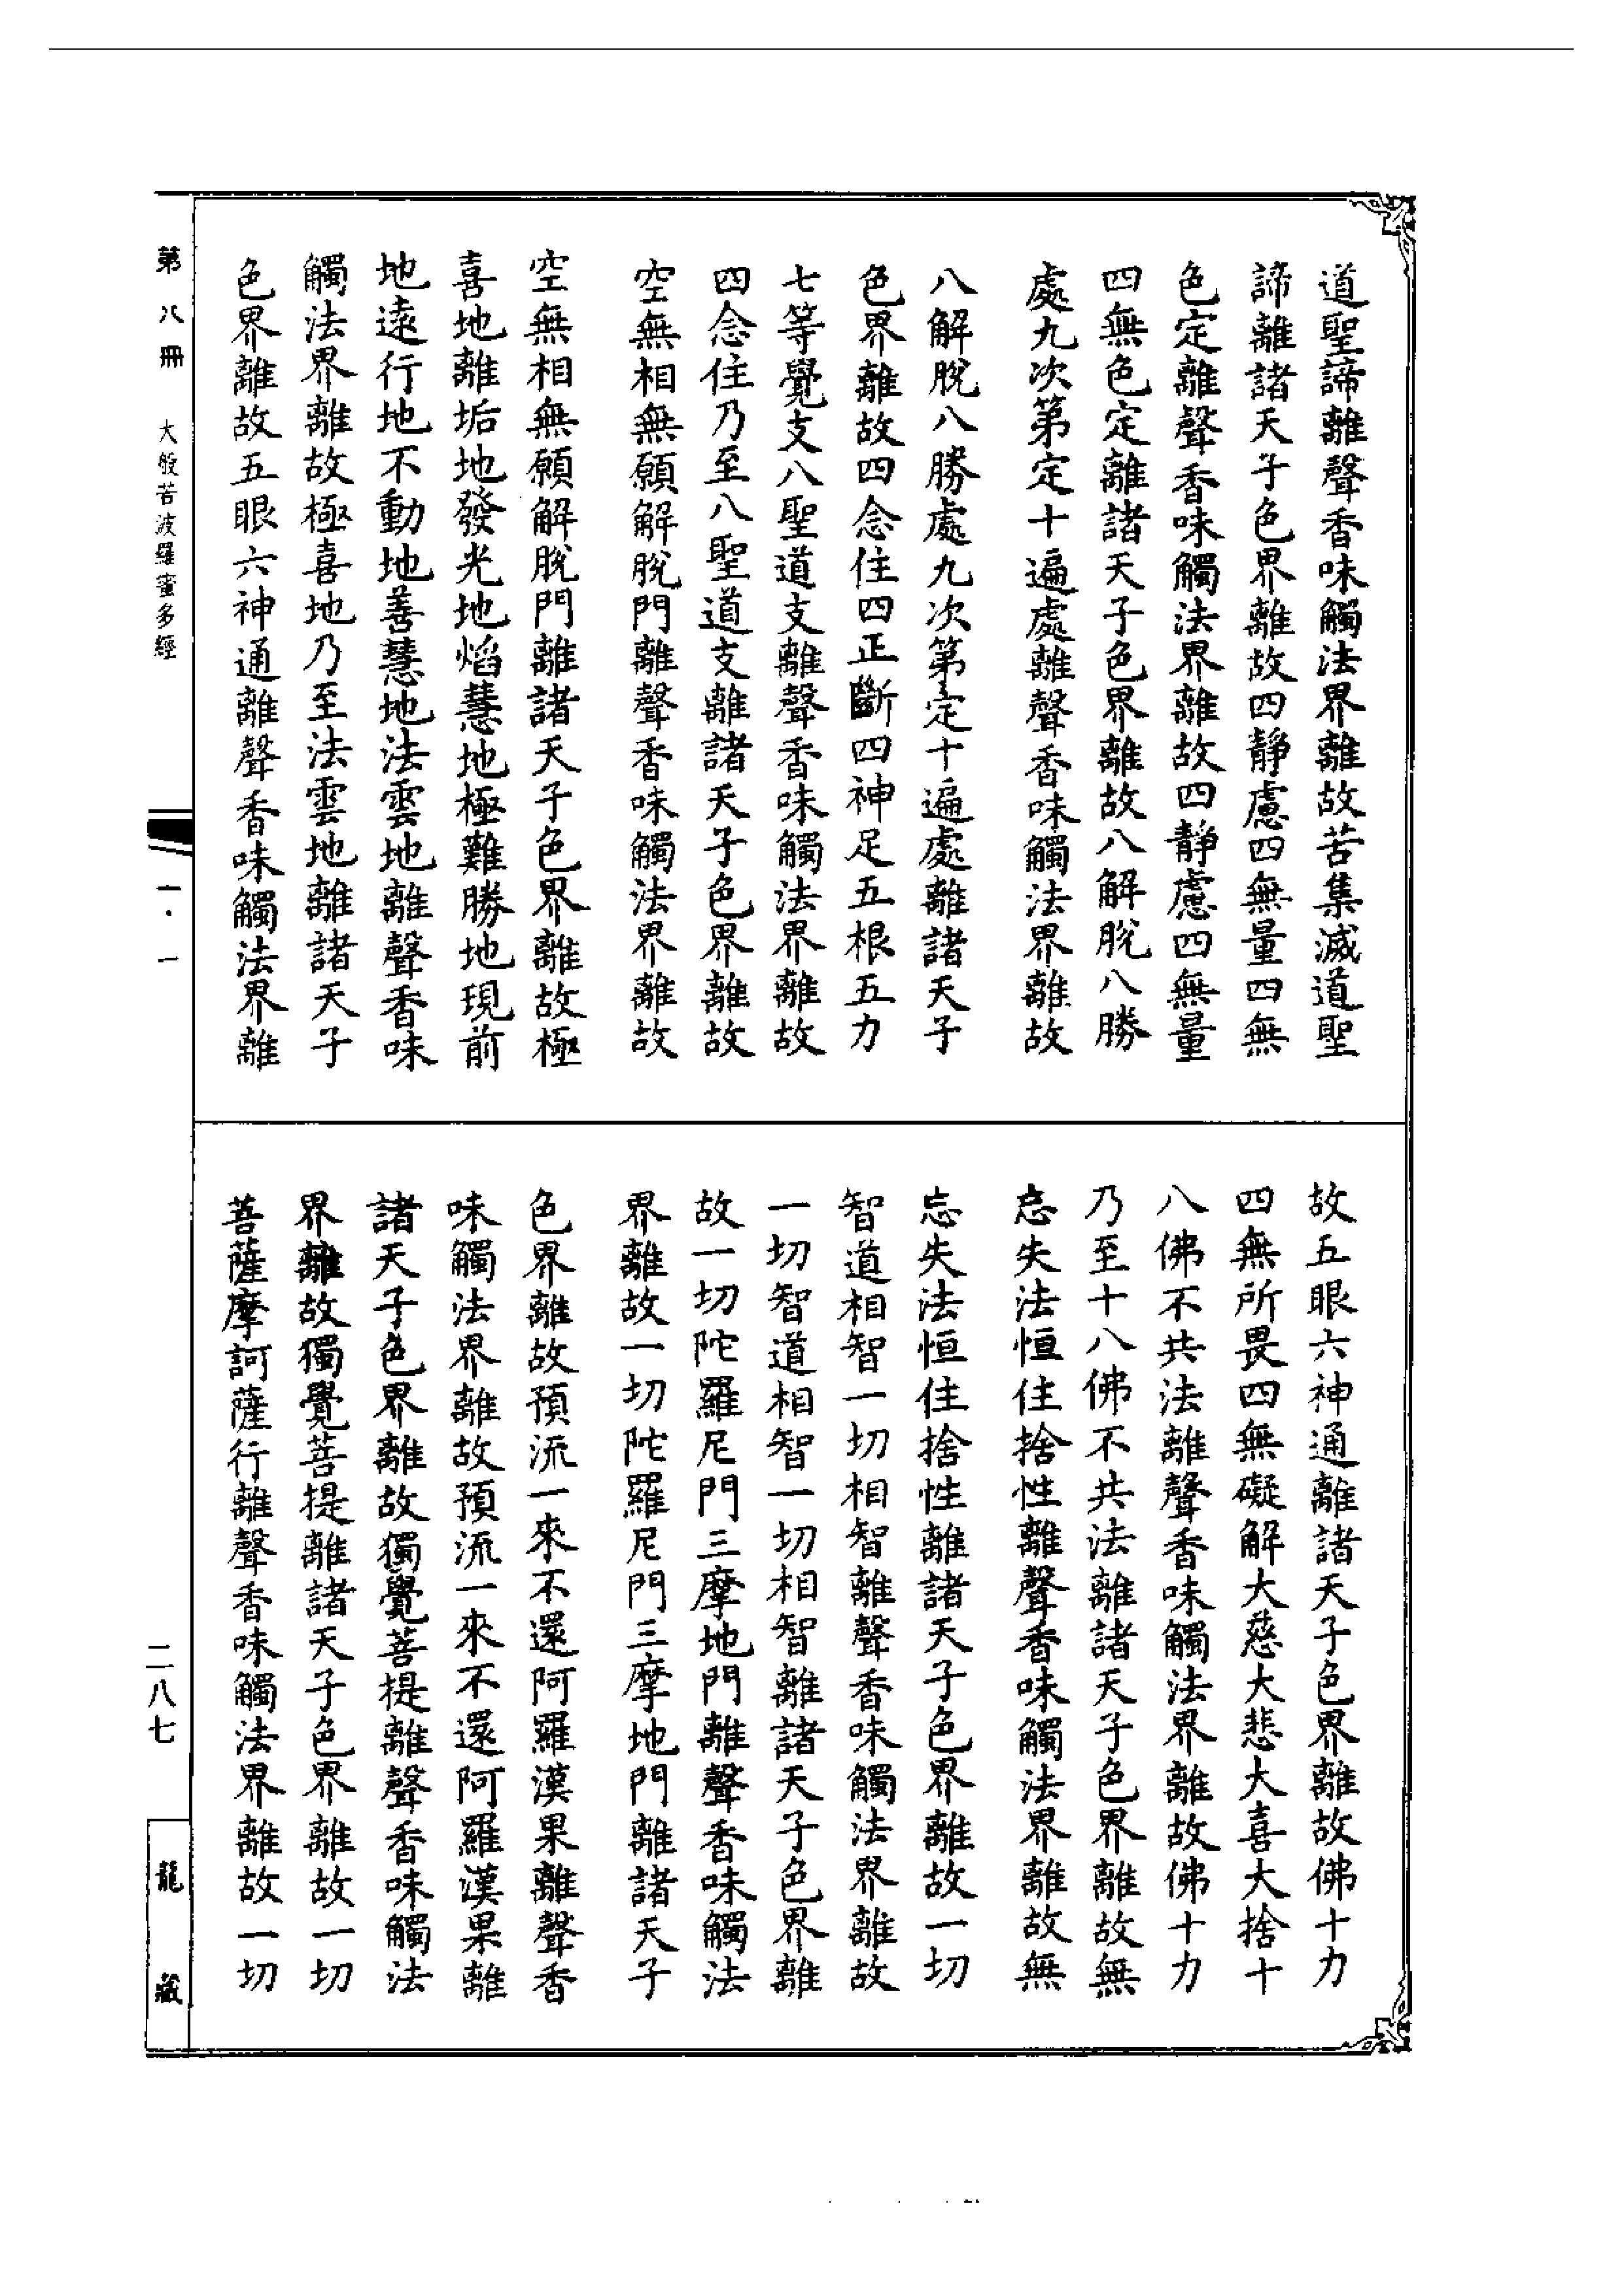 道聖諦離聲香味觸法界離故苦集滅道聖
諦離諸天子色界離故四靜慮四無量四無
色定離聲香味觸法界離故四靜慮四無量
四無色定離諸天子色界離故八解脫八勝
處九次第定十遍處離聲香味觸法界離故
八解脫八勝處九次第定十遍處離諸天子
色界離故四念住四正斷四神足五根五力
七等覺支八聖道支離聲香味觸法界離故
四念住乃至八聖道支離諸天子色界離故
空無相無願解脫門離聲香味觸法界離故
空無相無願解脫門離諸天子色界離故極
喜地離垢地發光地焰慧地極難勝地現前
地遠行地不動地善慧地法雲地離聲香味
觸法界離故極喜地乃至法雲地離諸天子
色界離故五眼六神通離聲香味觸法界離
故五眼六神通離諸天子色界離故佛十力
四無所畏四無礙解大慈大悲大喜大捨十
八佛不共法離聲香味觸法界離故佛十力
乃至十八佛不共法離諸天子色界離故無
忘失法恒住捨性離聲香味觸法界離故無
忘失法恒住捨性離諸天子色界離故一切
智道相智一切相智離聲香味觸法界離故
一切智道相智一切相智離諸天子色界離
故一切陀羅尼門三摩地門離聲香味觸法
界離故一切陀羅尼門三摩地門離諸天子
色界離故預流一來不還阿羅漢果離聲香
味觸法界離故預流一來不還阿羅漢果離
諸天子色界離故獨覺菩提離聲香味觸法
界離故獨覺菩提離諸天子色界離故一切
菩薩摩訶薩行離聲香味觸法界離故一切
第八冊 大般若波羅蜜多經
一·一
二八七
龍藏